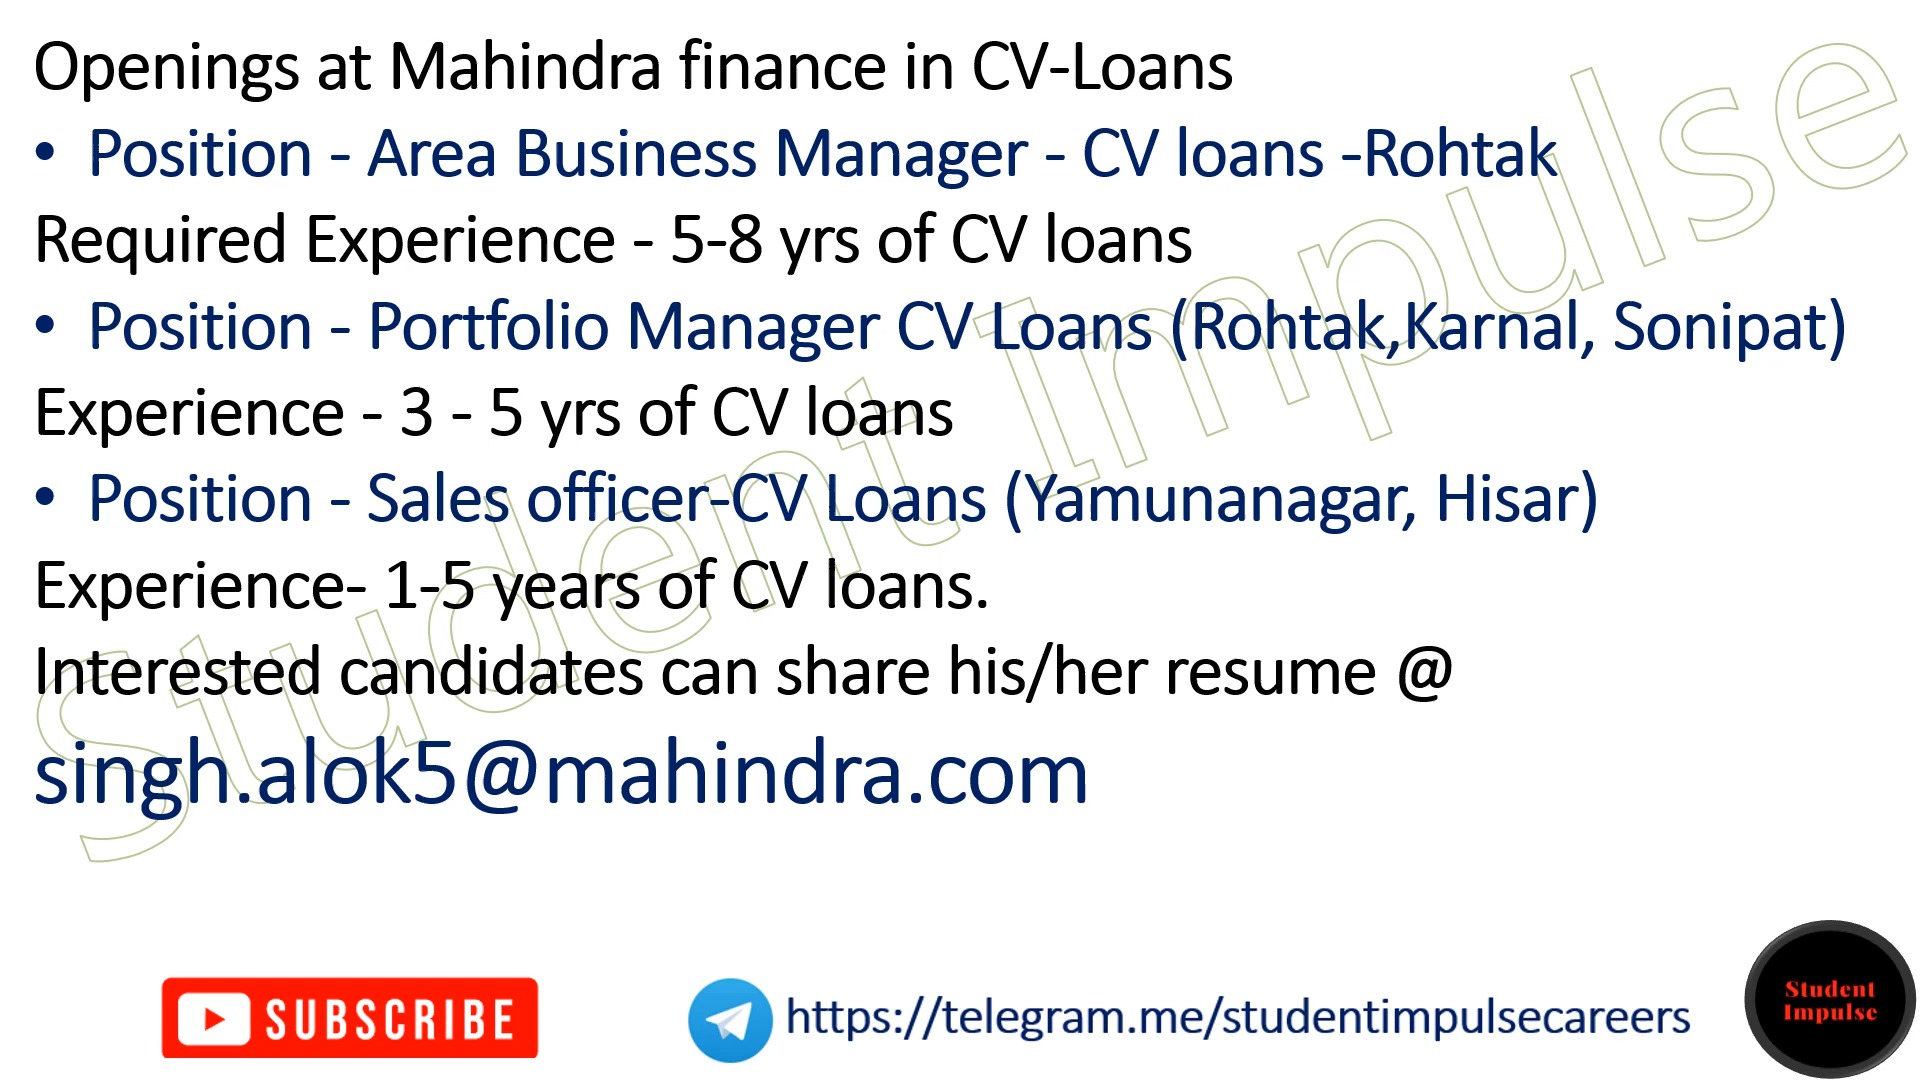 Openings at Mahindra finance in CV-Loans
• Position - Area Business Manager - CV loans -Rohtak
Required Experience - 5-8 yrs of CV loans
• Position - Portfolio Manager CV Loans (Rohtak,Karnal, Sonipat)
Experience - 3 - 5 yrs of CV loans
• Position - Sales officer-CV Loans (Yamunanagar, Hisar)
Experience- 1-5 years of CV loans.
Interested candidates can share his/her resume @
singh.alok5@mahindra.com
Student Impulse
SUBSCRIBE
https://telegram.me/studentimpulsecareers
Student
Impulse